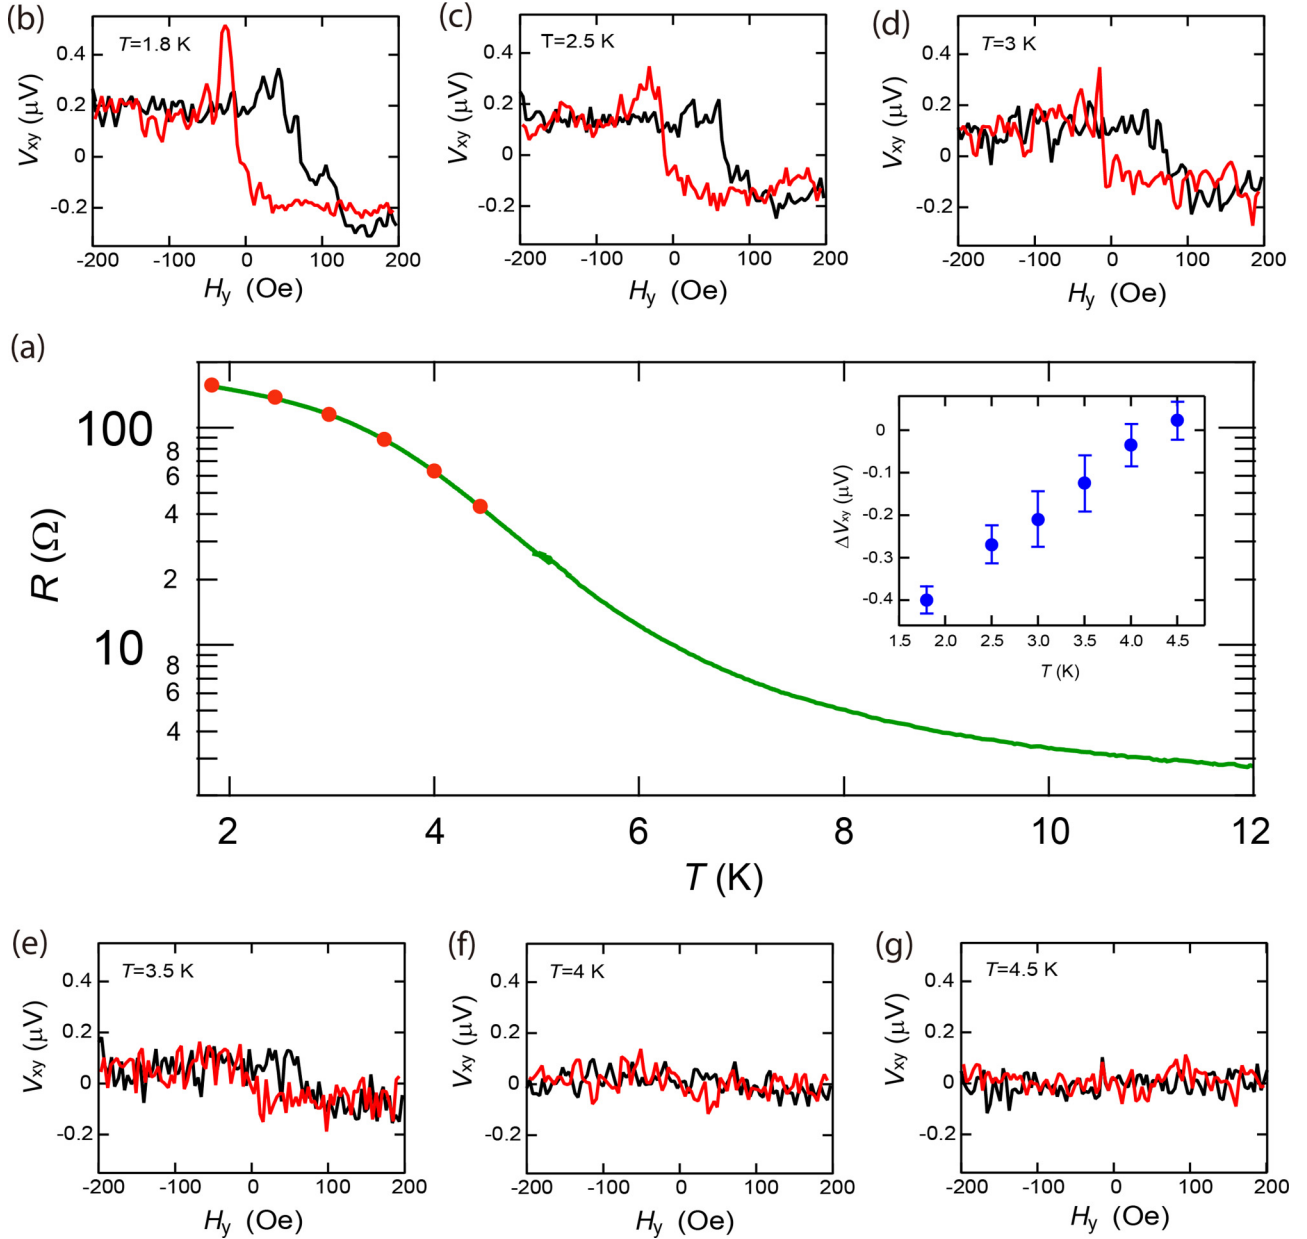 (b)
T=1.8 K
0.4
0.2
0
-0.2
Vxy (μV)
-200 -100 0 100 200
Hy (Oe)
(c)
T=2.5 K
0.4
0.2
0
-0.2
Vxy (μV)
-200 -100 0 100 200
Hy (Oe)
(d)
T=3 K
0.4
0.2
0
-0.2
Vxy (μV)
-200 -100 0 100 200
Hy (Oe)
(a)
100
8
6
4
2
10
8
6
4
R (Ω)
2 4 6 8 10 12
T (K)
0
-0.1
-0.2
-0.3
-0.4
ΔVxy (μV)
1.5 2.0 2.5 3.0 3.5 4.0 4.5
T (K)
(e)
T=3.5 K
0.4
0.2
0
-0.2
Vxy (μV)
-200 -100 0 100 200
Hy (Oe)
(f)
T=4 K
0.4
0.2
0
-0.2
Vxy (μV)
-200 -100 0 100 200
Hy (Oe)
(g)
T=4.5 K
0.4
0.2
0
-0.2
Vxy (μV)
-200 -100 0 100 200
Hy (Oe)